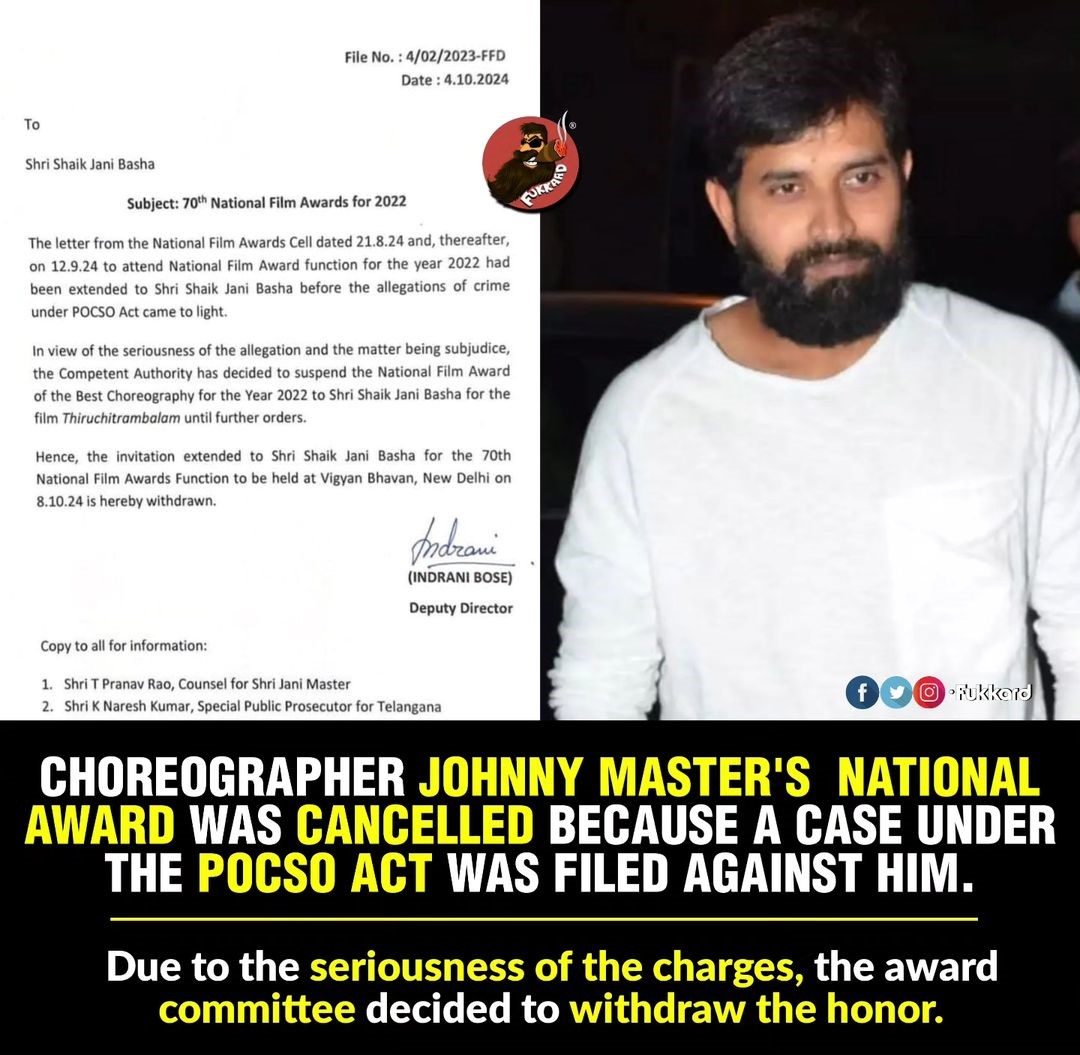 File No. : 4/02/2023-FFD
Date : 4.10.2024
To
Shri Shaik Jani Basha
Subject: 70th National Film Awards for 2022
The letter from the National Film Awards Cell dated 21.8.24 and, thereafter,
on 12.9.24 to attend National Film Award function for the year 2022 had
been extended to Shri Shaik Jani Basha before the allegations of crime
under POCSO Act came to light.
In view of the seriousness of the allegation and the matter being subjudice,
the Competent Authority has decided to suspend the National Film Award
of the Best Choreography for the Year 2022 to Shri Shaik Jani Basha for the
film Thiruchitrambalam until further orders.
Hence, the invitation extended to Shri Shaik Jani Basha for the 70th
National Film Awards Function to be held at Vigyan Bhavan, New Delhi on
8.10.24 is hereby withdrawn.
Indrani
(INDRANI BOSE)
Deputy Director
Copy to all for information:
1. Shri T Pranav Rao, Counsel for Shri Jani Master
2. Shri K Naresh Kumar, Special Public Prosecutor for Telangana
FUKKARD
®
f Fukkard
CHOREOGRAPHER JOHNNY MASTER'S NATIONAL
AWARD WAS CANCELLED BECAUSE A CASE UNDER
THE POCSO ACT WAS FILED AGAINST HIM.
Due to the seriousness of the charges, the award
committee decided to withdraw the honor.